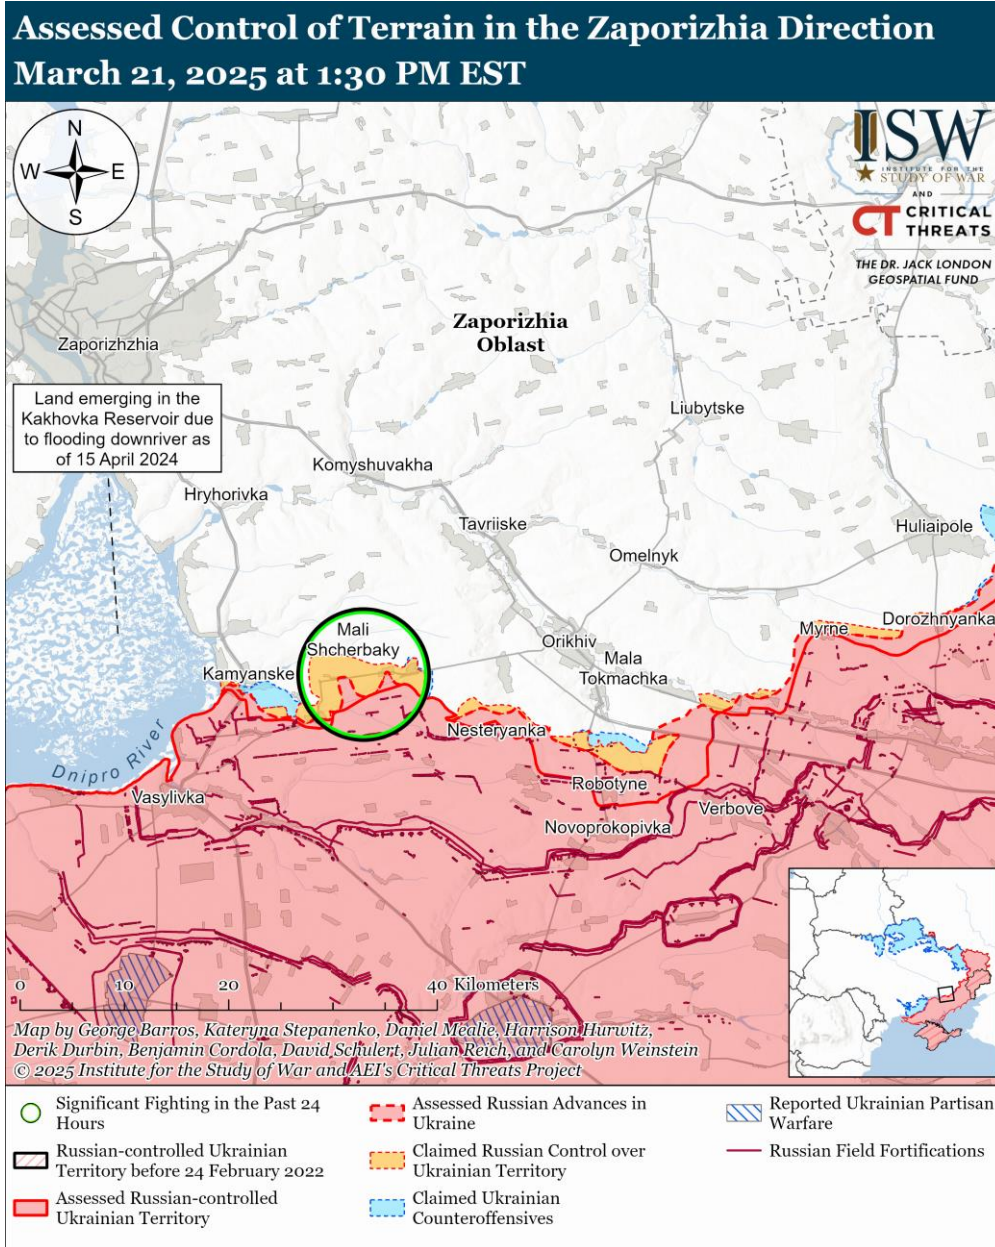 Assessed Control of Terrain in the Zaporizhia Direction
March 21, 2025 at 1:30 PM EST
N
W
E
S
ISW
INSTITUTE FOR THE
STUDY OF WAR
AND
CT CRITICAL
THREATS
THE DR. JACK LONDON
GEOSPATIAL FUND
Zaporizhia
Oblast
Zaporizhzhia
Land emerging in the
Kakhovka Reservoir due
to flooding downriver as
of 15 April 2024
Liubytske
Komyshuvakha
Hryhorivka
Tavriiske
Huliaipole
Omelnyk
Mali
Shcherbaky
Orikhiv
Myrne
Dorozhnyanka
Mala
Tokmachka
Kamyanske
Nesteryanka
Dnipro River
Robotyne
Vasylivka
Verbove
Novoprokopivka
0
10
20
40 Kilometers
Map by George Barros, Kateryna Stepanenko, Daniel Mealie, Harrison Hurwitz,
Derik Durbin, Benjamin Cordola, David Schulert, Julian Reich, and Carolyn Weinstein
© 2025 Institute for the Study of War and AEI's Critical Threats Project
Significant Fighting in the Past 24
Hours
Russian-controlled Ukrainian
Territory before 24 February 2022
Assessed Russian-controlled
Ukrainian Territory
Assessed Russian Advances in
Ukraine
Claimed Russian Control over
Ukrainian Territory
Claimed Ukrainian
Counteroffensives
Reported Ukrainian Partisan
Warfare
Russian Field Fortifications